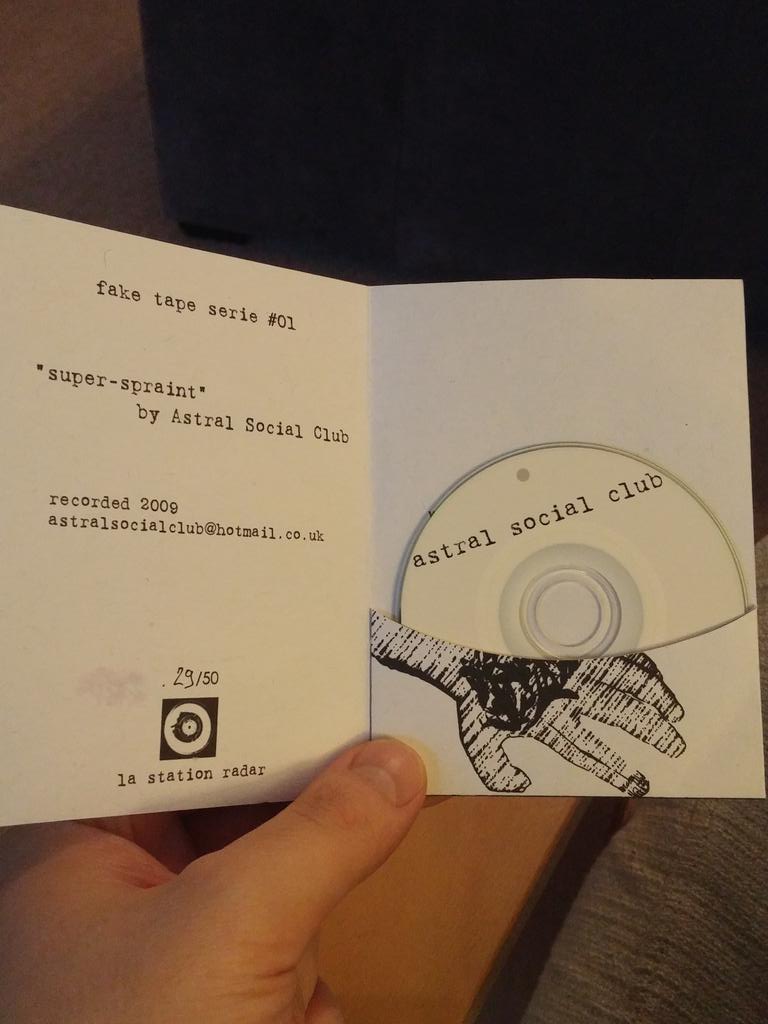 fake tape serie #01
"super-spraint"
by Astral Social Club
recorded 2009
astralsocialclub@hotmail.co.uk
29/50
la station radar
astral social club